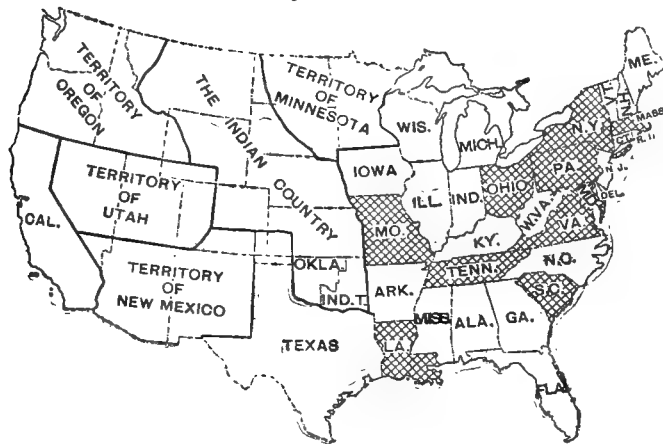 TERRITORY
OF
OREGON
THE INDIAN
COUNTRY
TERRITORY
OF
MINNESOTA
WIS.
MICH.
ME.
VT.
N.H.
MASS
R.I.
N.Y.
PA.
N.J.
DEL.
IOWA
ILL.
IND.
OHIO
W.VA.
VA.
CAL.
TERRITORY
OF
UTAH
MO.
KY.
N.C.
TENN.
S.C.
TERRITORY
OF
NEW MEXICO
OKLA.
IND.T.
ARK.
MISS.
ALA.
GA.
TEXAS
LA.
FLA.